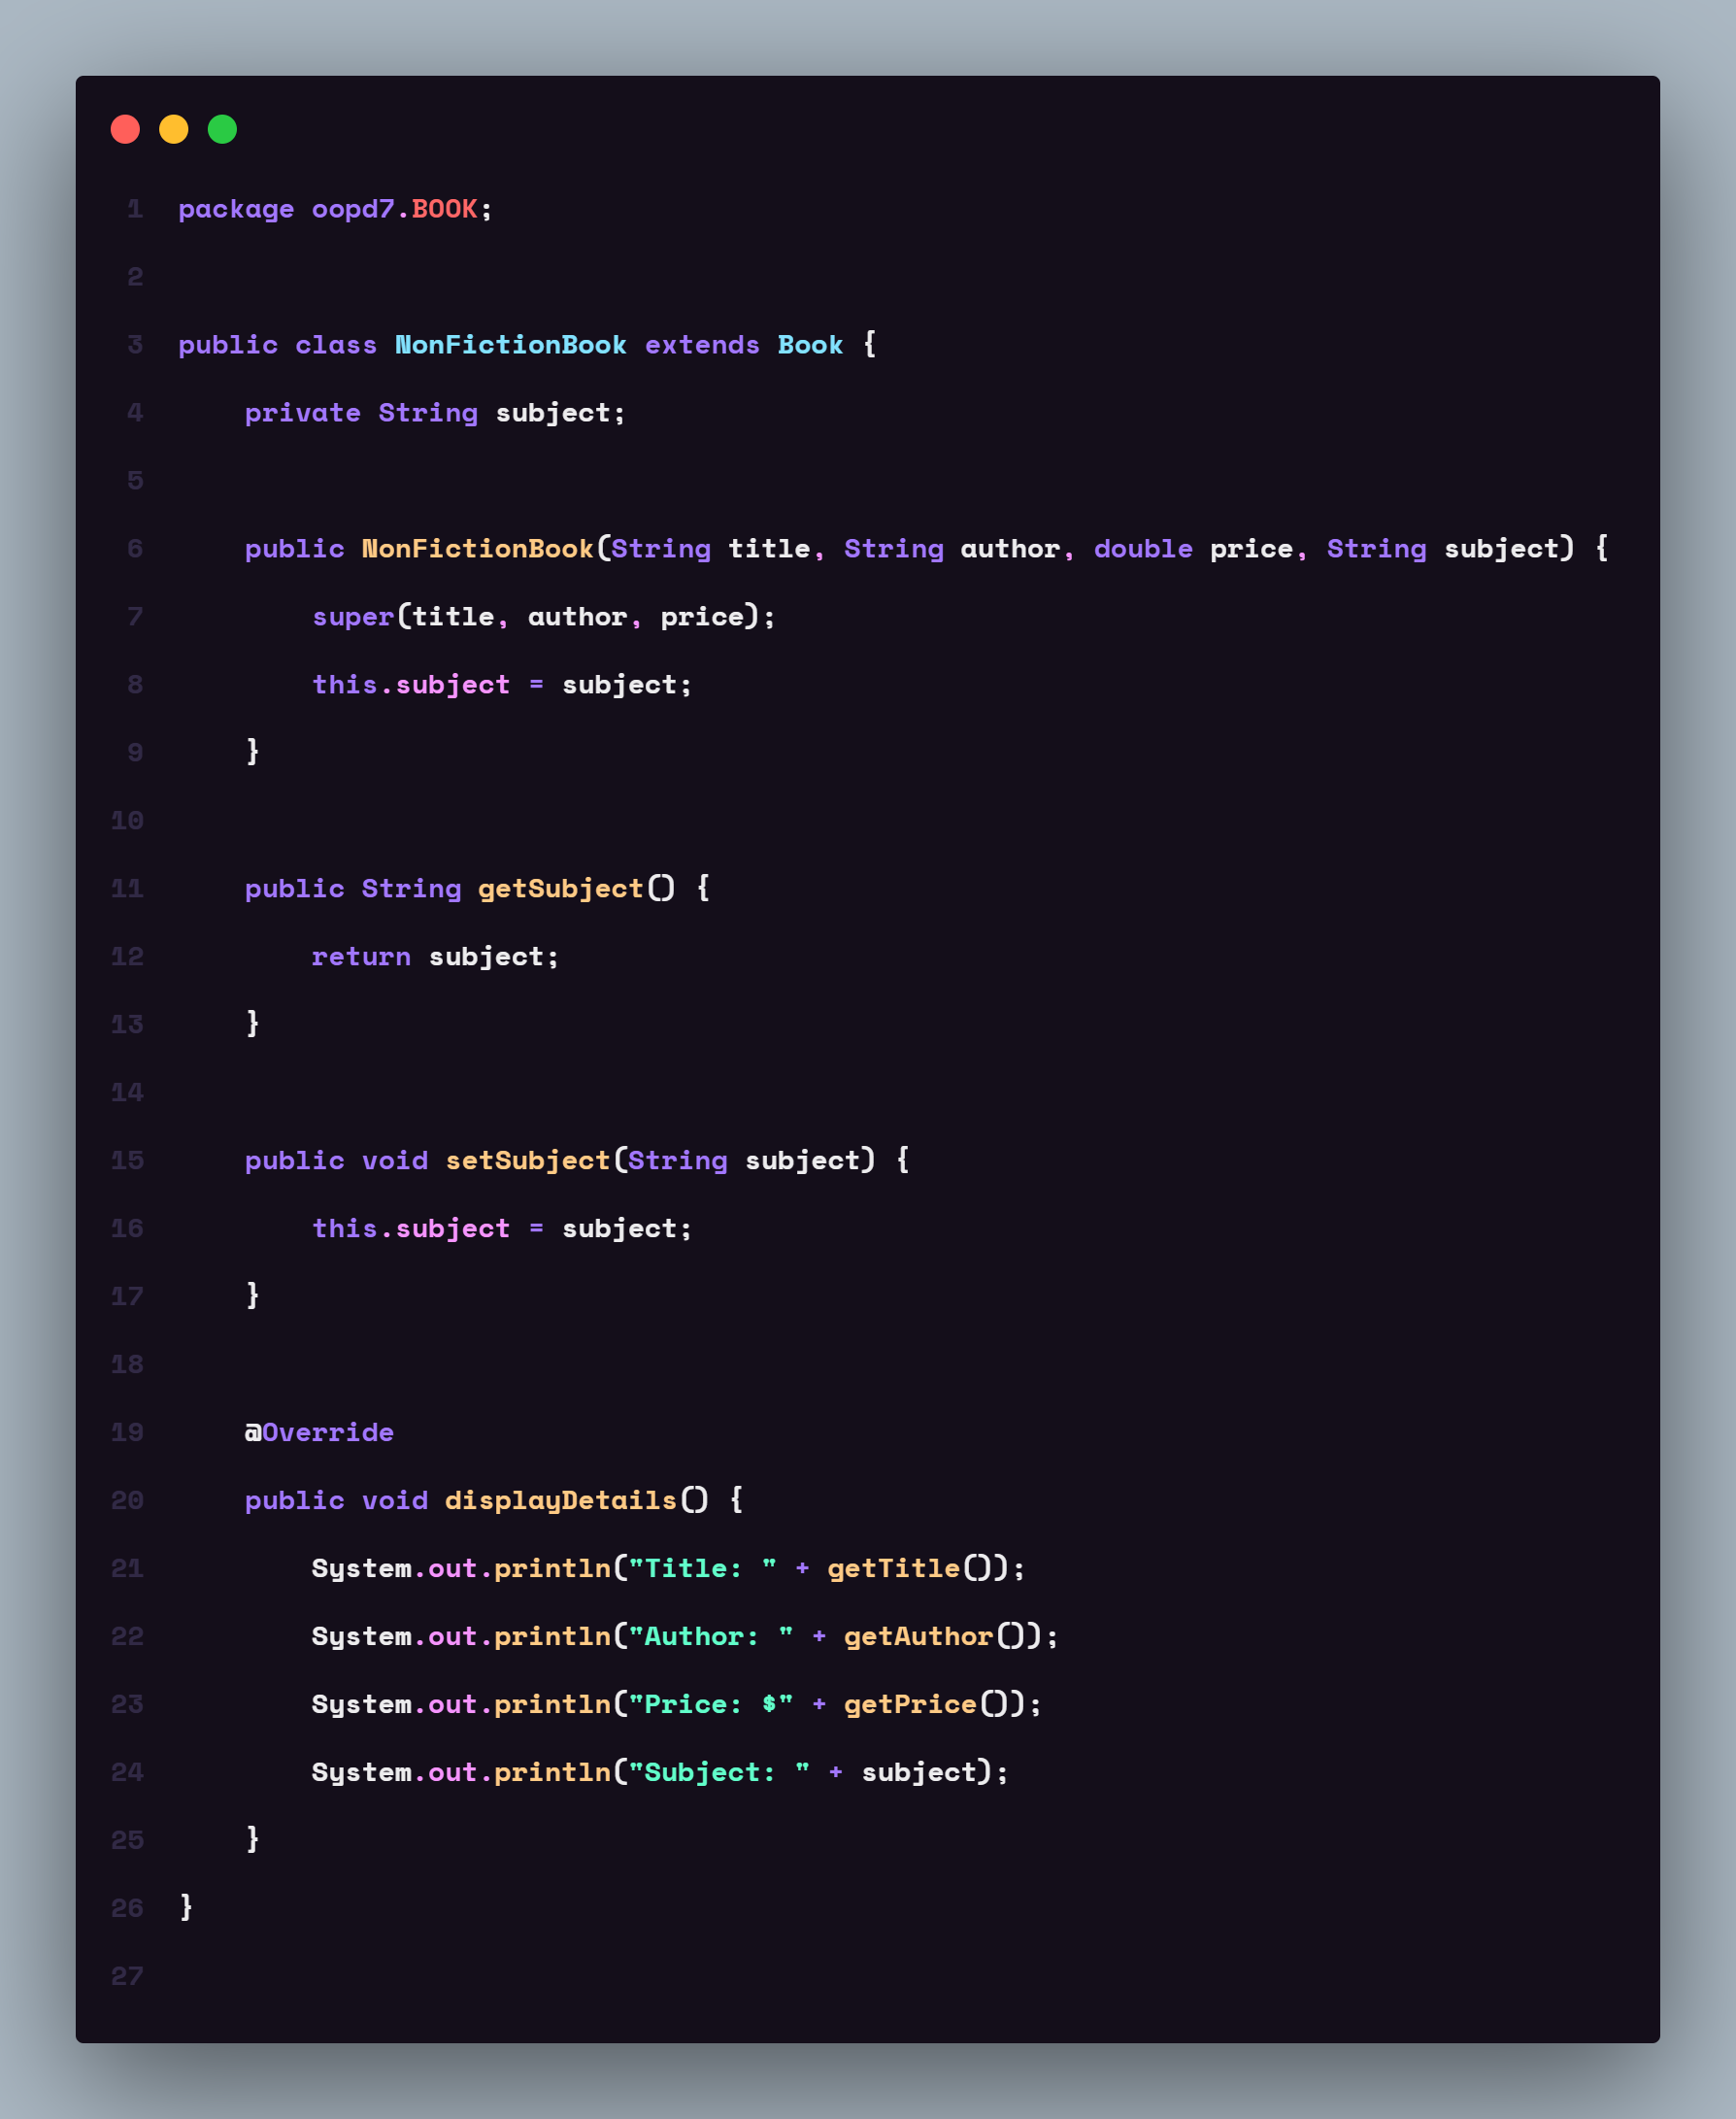 1 package oopd7.BOOK;
2
3 public class NonFictionBook extends Book {
4     private String subject;
5
6     public NonFictionBook(String title, String author, double price, String subject) {
7         super(title, author, price);
8         this.subject = subject;
9     }
10
11     public String getSubject() {
12         return subject;
13     }
14
15     public void setSubject(String subject) {
16         this.subject = subject;
17     }
18
19     @Override
20     public void displayDetails() {
21         System.out.println("Title: " + getTitle());
22         System.out.println("Author: " + getAuthor());
23         System.out.println("Price: $" + getPrice());
24         System.out.println("Subject: " + subject);
25     }
26 }
27